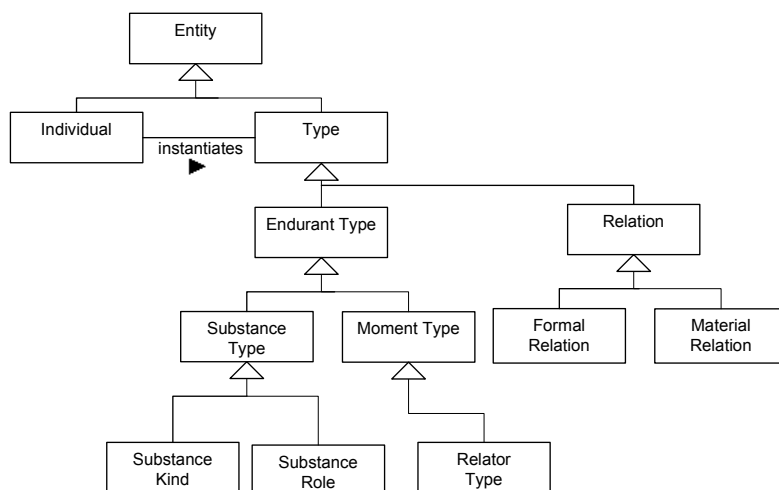 Entity
Individual
Type
instantiates
Endurant Type
Relation
Substance
Type
Moment Type
Formal
Relation
Material
Relation
Substance
Kind
Substance
Role
Relator
Type